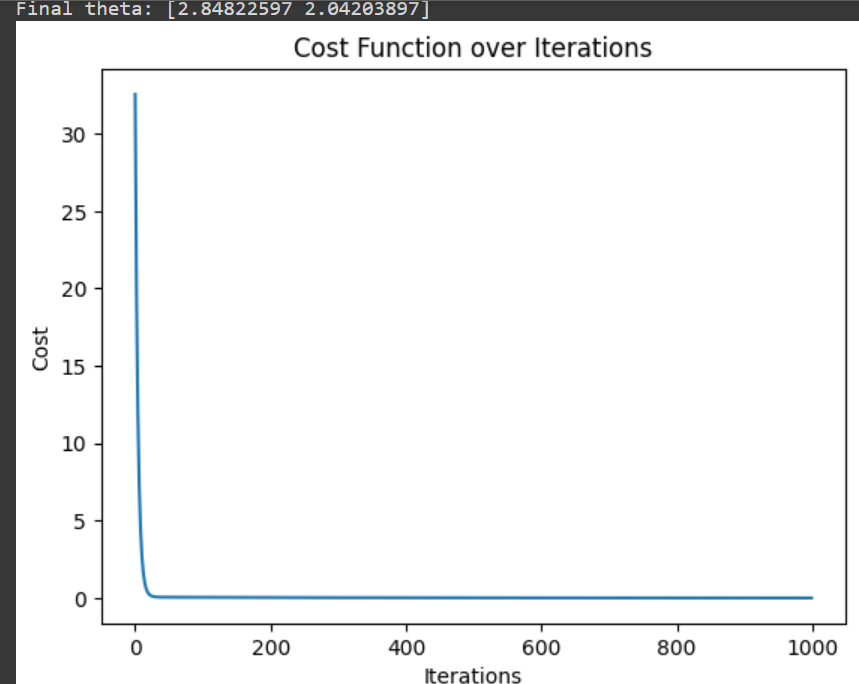 Final theta: [2.84822597 2.04203897]
Cost Function over Iterations
30
25
20
15
10
5
0
Cost
0 200 400 600 800 1000
Iterations